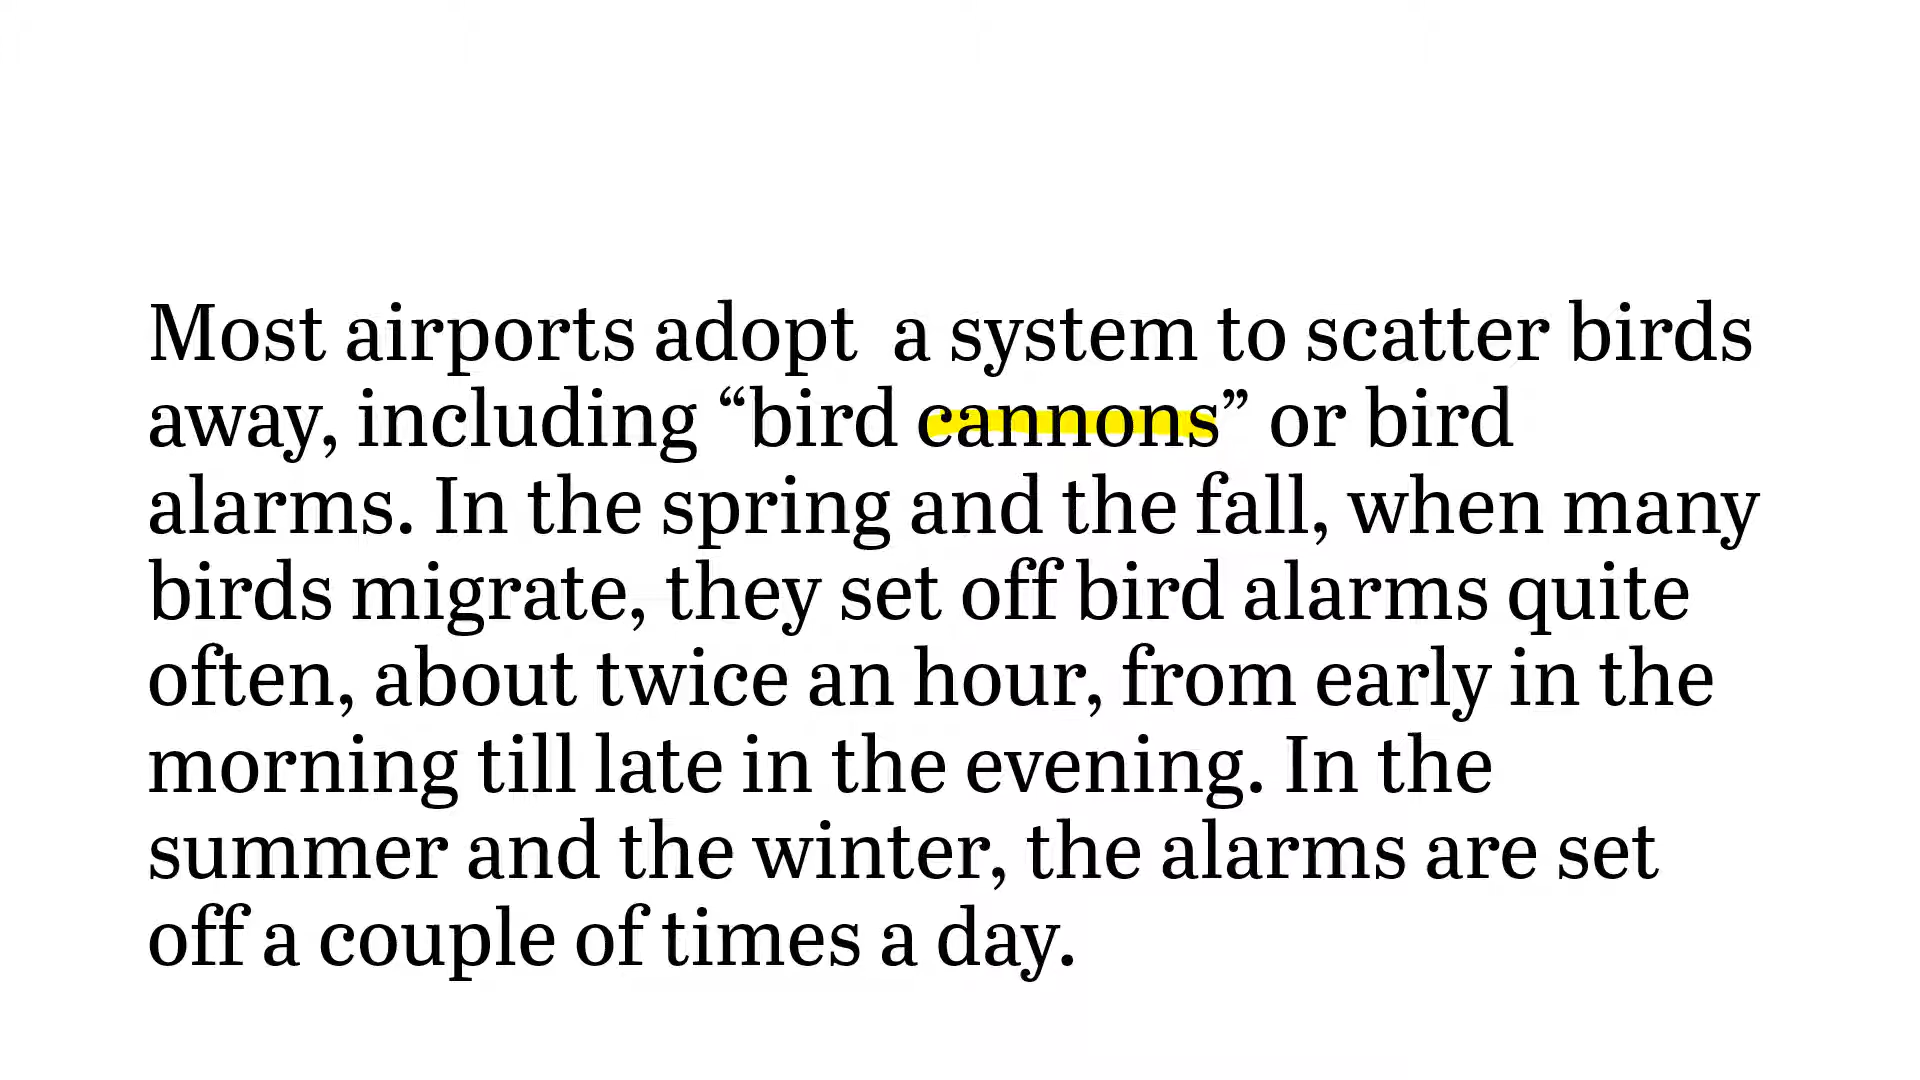 Most airports adopt  a system to scatter birds
away, including “bird cannons” or bird
alarms. In the spring and the fall, when many
birds migrate, they set off bird alarms quite
often, about twice an hour, from early in the
morning till late in the evening. In the
summer and the winter, the alarms are set
off a couple of times a day.